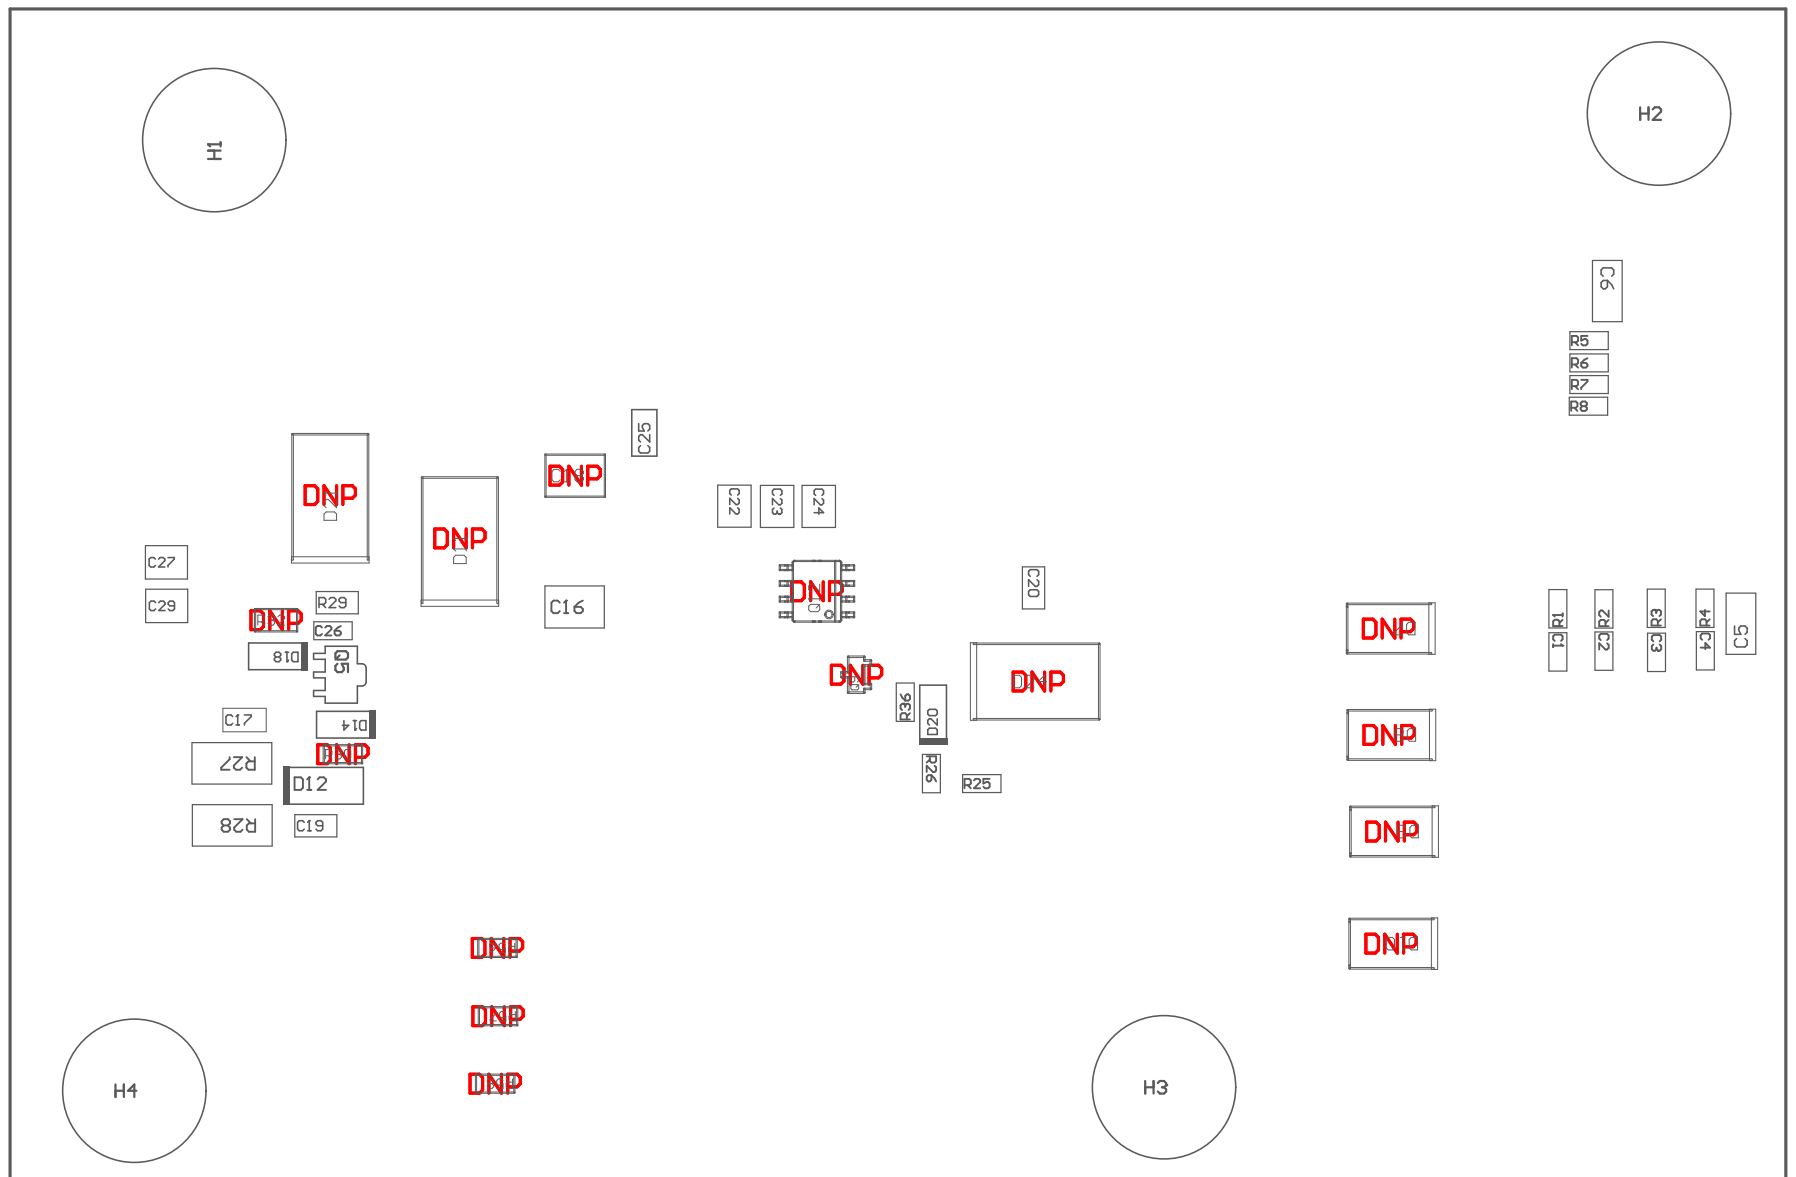 H2
H1
C6
R5
R6
R7
R8
C25
DNP
DNP
C22
C23
C24
DNP
DNP
C27
C29
R29
DNP
C26
D18
Q5
C16
DNP
C20
DNP
R36
D20
DNP
R26
R25
C17
D14
R27
DNP
D12
R28
C19
R1
R2
R3
R4
C5
C1
C2
C3
C4
DNP
DNP
DNP
DNP
DNP
DNP
DNP
H4
H3